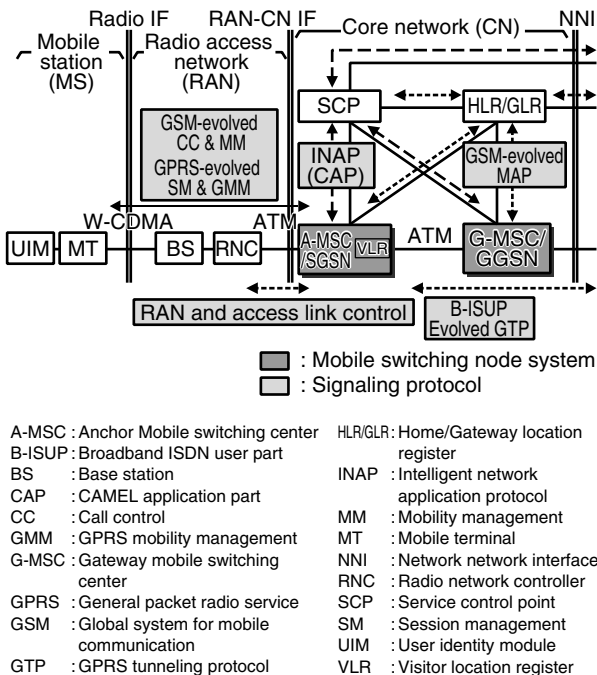 Radio IF RAN-CN IF Core network (CN) NNI
Mobile station (MS)
Radio access network (RAN)
GSM-evolved
CC & MM
GPRS-evolved
SM & GMM
SCP
HLR/GLR
INAP
(CAP)
GSM-evolved
MAP
W-CDMA
ATM
UIM MT BS RNC
A-MSC
/SGSN
VLR
ATM
G-MSC/
GGSN
RAN and access link control
B-ISUP
Evolved GTP
: Mobile switching node system
: Signaling protocol
A-MSC : Anchor Mobile switching center
B-ISUP : Broadband ISDN user part
BS : Base station
CAP : CAMEL application part
CC : Call control
GMM : GPRS mobility management
G-MSC : Gateway mobile switching
center
GPRS : General packet radio service
GSM : Global system for mobile
communication
GTP : GPRS tunneling protocol
HLR/GLR : Home/Gateway location
register
INAP : Intelligent network
application protocol
MM : Mobility management
MT : Mobile terminal
NNI : Network network interface
RNC : Radio network controller
SCP : Service control point
SM : Session management
UIM : User identity module
VLR : Visitor location register